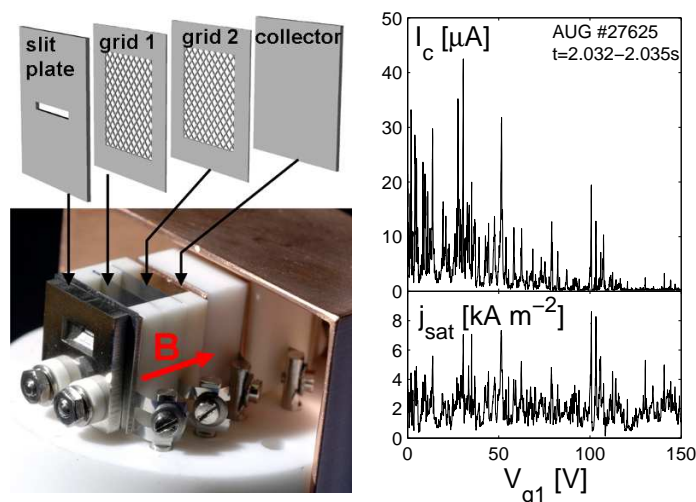 slit
plate
grid 1
grid 2
collector
B
I_c [μA]
AUG #27625
t=2.032−2.035s
50
40
30
20
10
0
j_sat [kA m⁻²]
8
6
4
2
0
0 50 100 150
V_g1 [V]